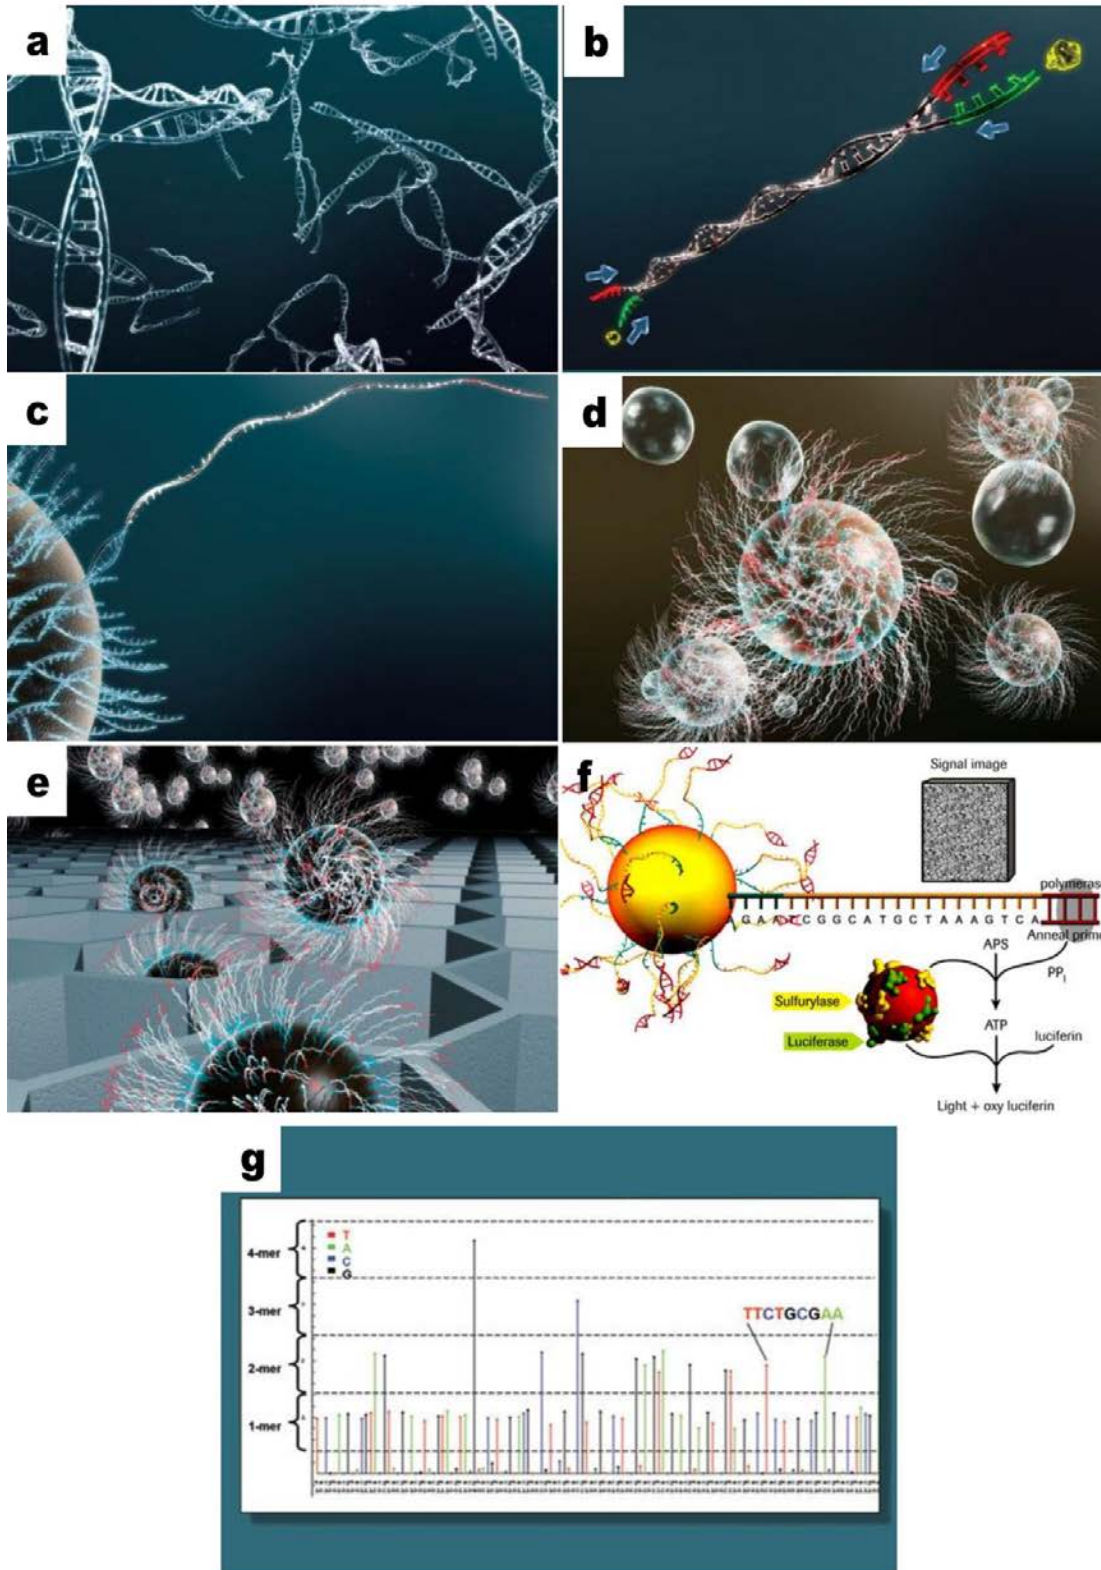 a
b
c
d
e
f
Signal image
polymeras
A G A A T C G G C A T G C T A A A G T C A
Anneal prime
APS
PPi
Sulfurylase
Luciferase
ATP
luciferin
Light + oxy luciferin
g
T
A
C
G
4-mer
3-mer
2-mer
1-mer
TTCTGCGAA